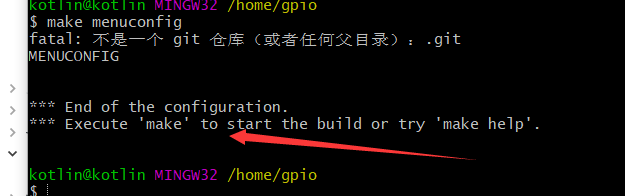 kotlin@kotlin MINGW32 /home/gpio
$ make menuconfig
fatal: 不是一个 git 仓库（或者任何父目录）：.git
MENUCONFIG
*** End of the configuration.
*** Execute 'make' to start the build or try 'make help'.
kotlin@kotlin MINGW32 /home/gpio
$